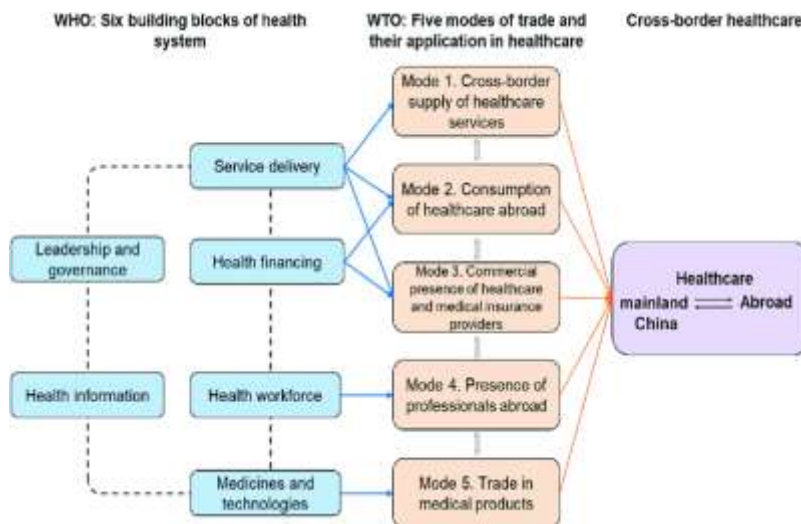 WHO: Six building blocks of health
system
WTO: Five modes of trade and
their application in healthcare
Cross-border healthcare
Mode 1. Cross-border
supply of healthcare
services
Service delivery
Mode 2. Consumption
of healthcare abroad
Leadership and
governance
Health financing
Mode 3. Commercial
presence of healthcare
and medical insurance
providers
Healthcare
mainland
China
Abroad
Health information
Health workforce
Mode 4. Presence of
professionals abroad
Medicines and
technologies
Mode 5. Trade in
medical products